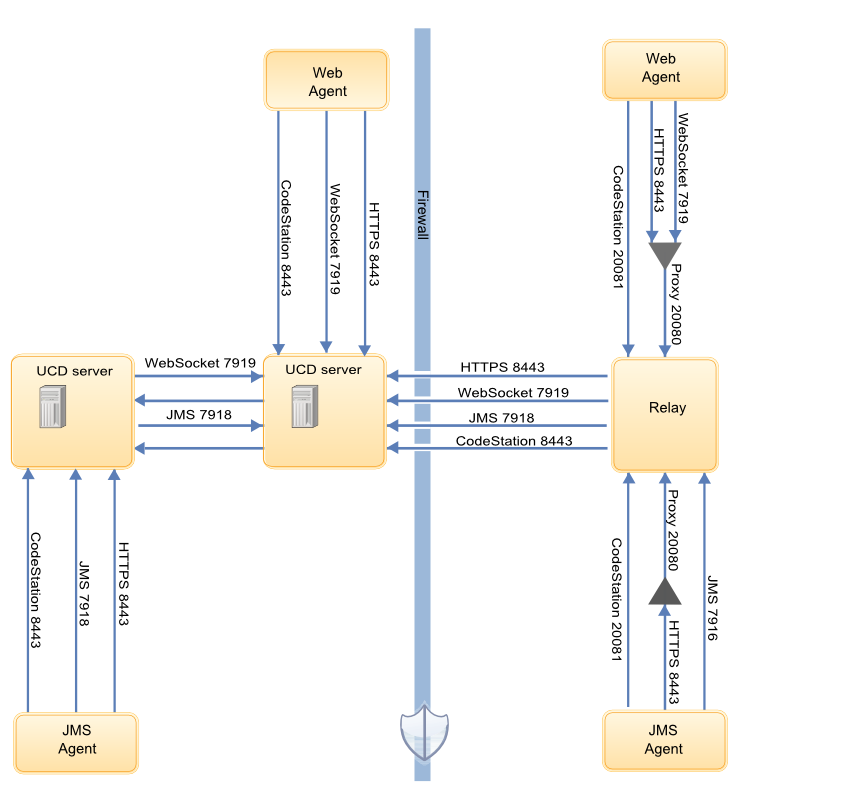 Web
Agent
Web
Agent
CodeStation 8443
WebSocket 7919
HTTPS 8443
Firewall
CodeStation 20081
HTTPS 8443
WebSocket 7919
Proxy 20080
UCD server
WebSocket 7919
JMS 7918
UCD server
HTTPS 8443
WebSocket 7919
JMS 7918
CodeStation 8443
Relay
CodeStation 8443
JMS 7918
HTTPS 8443
CodeStation 20081
Proxy 20080
HTTPS 8443
JMS 7916
JMS
Agent
JMS
Agent